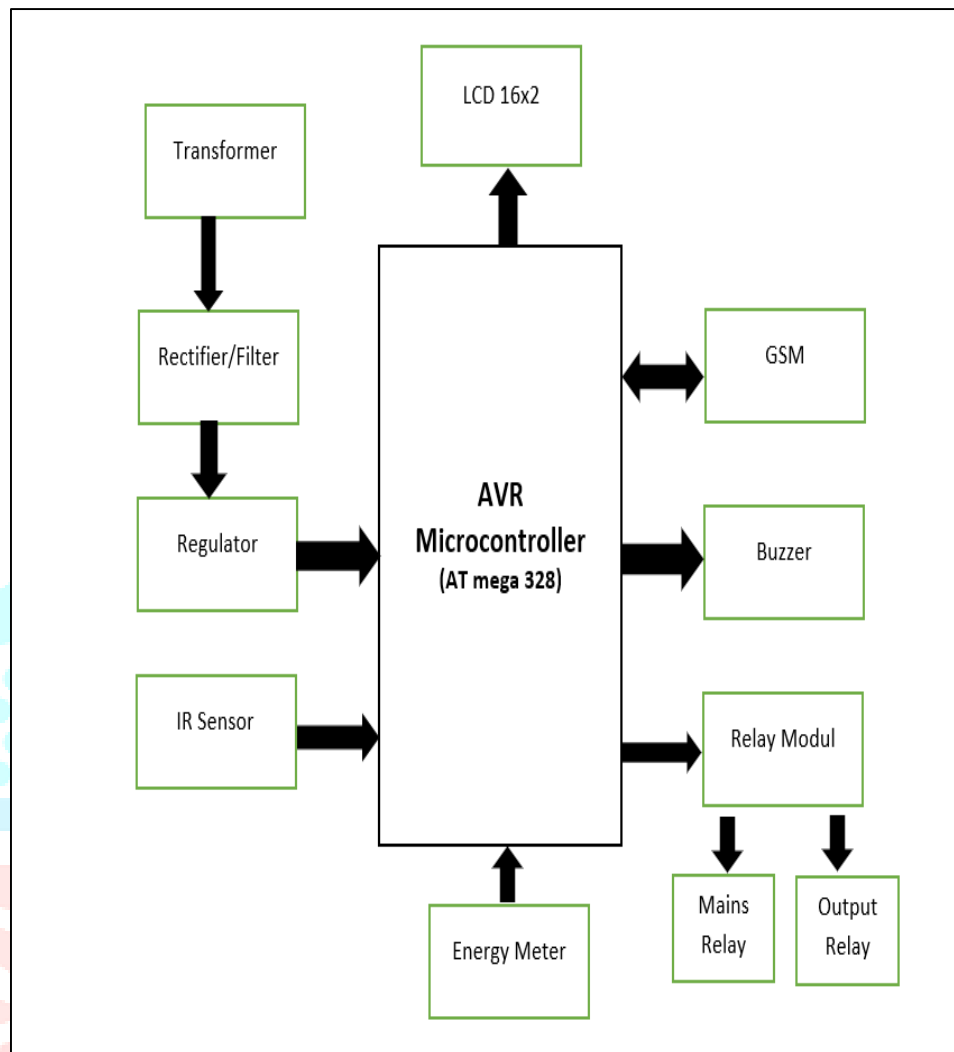 LCD 16x2
Transformer
Rectifier/Filter
GSM
AVR
Microcontroller
(AT mega 328)
Regulator
Buzzer
IR Sensor
Relay Modul
Mains
Relay
Output
Relay
Energy Meter